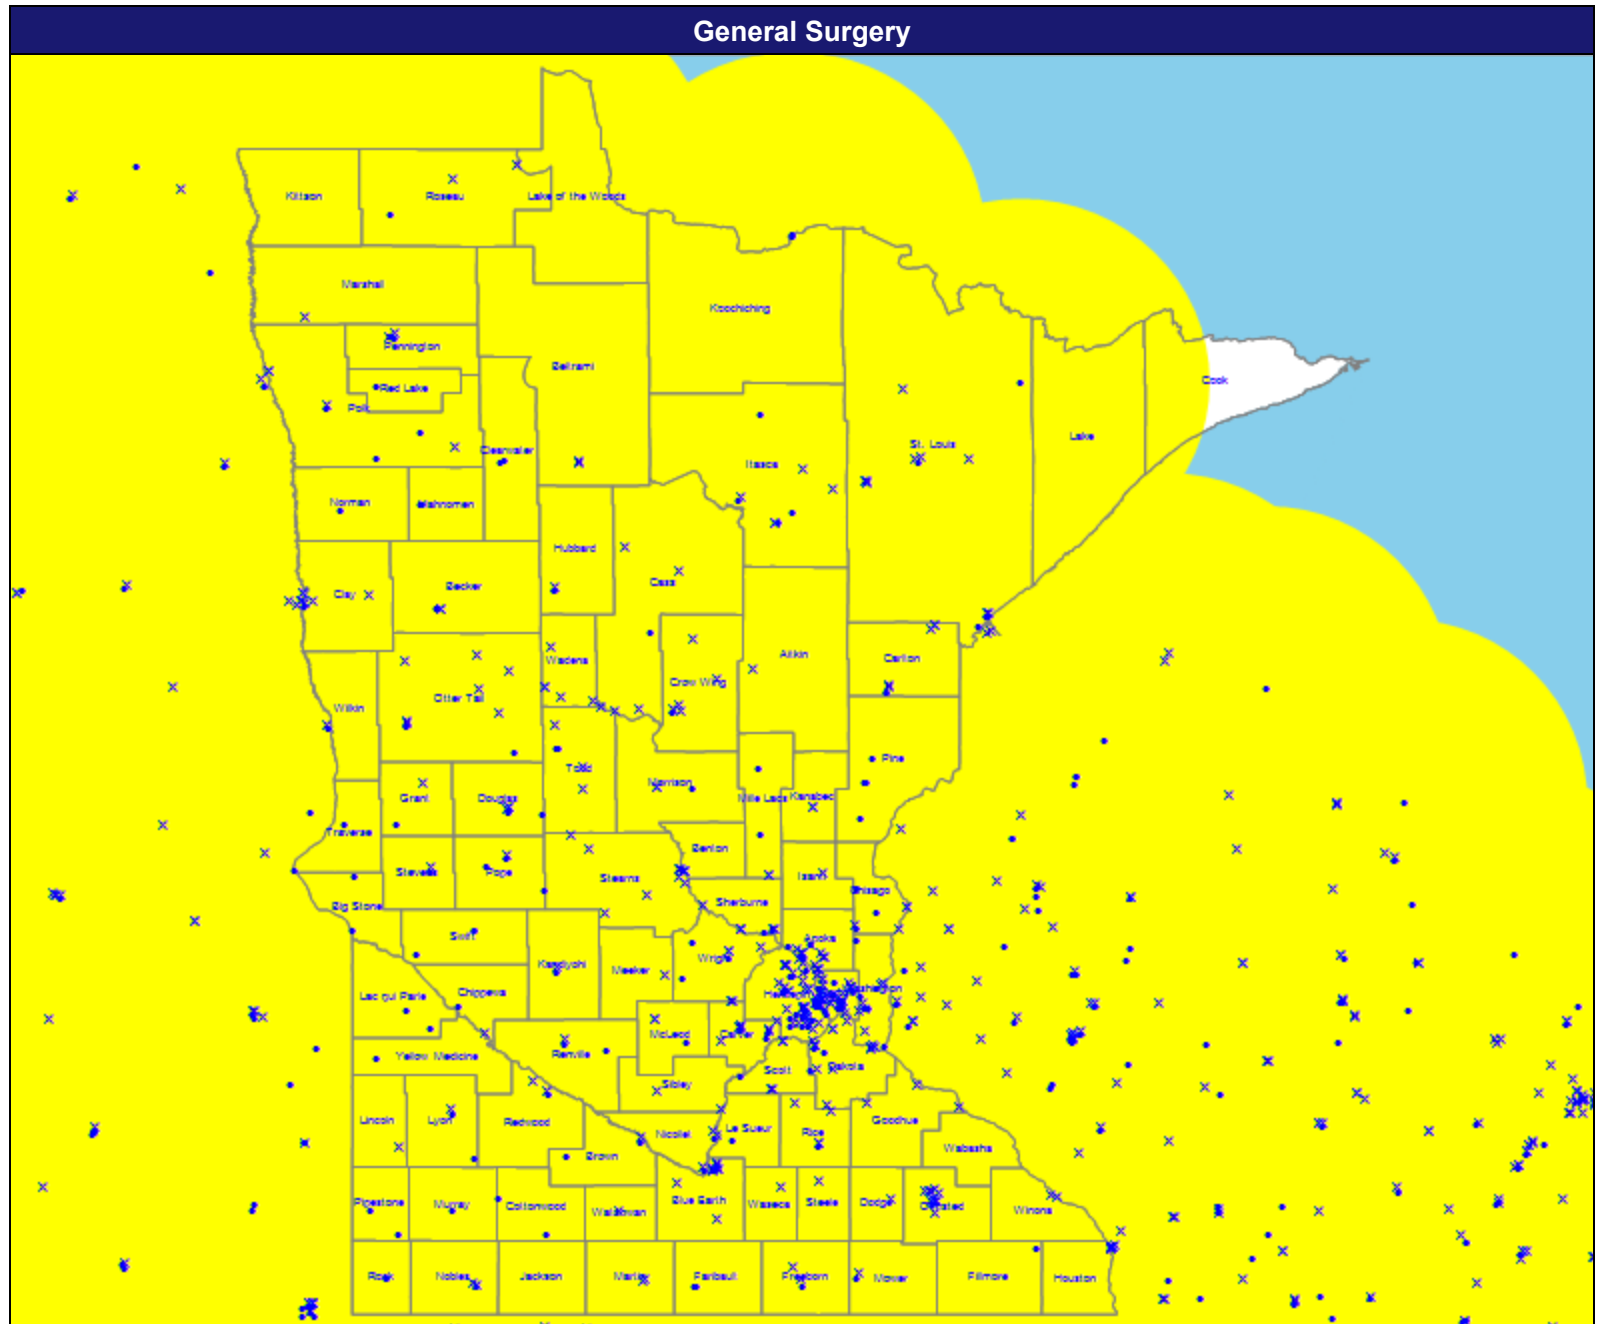 General Surgery
Kittson
Roseau
Lake of the Woods
Marshall
Koochiching
Pennington
Beltrami
Cook
Red Lake
Polk
Lake
St. Louis
Clearwater
Itasca
Norman
Mahnomen
Hubbard
Cass
Becker
Clay
Aitkin
Carlton
Wadena
Crow Wing
Otter Tail
Wilkin
Pine
Todd
Morrison
Grant
Douglas
Mille Lacs
Kanabec
Traverse
Benton
Stevens
Pope
Stearns
Isanti
Chisago
Sherburne
Big Stone
Swift
Anoka
Wright
Kandiyohi
Meeker
Hennepin
Washington
Chippewa
Lac qui Parle
McLeod
Carver
Renville
Yellow Medicine
Scott
Dakota
Sibley
Lincoln
Lyon
Redwood
Goodhue
Le Sueur
Rice
Nicollet
Wabasha
Brown
Pipestone
Murray
Cottonwood
Watonwan
Blue Earth
Waseca
Steele
Dodge
Olmsted
Winona
Rock
Nobles
Jackson
Martin
Faribault
Freeborn
Mower
Fillmore
Houston